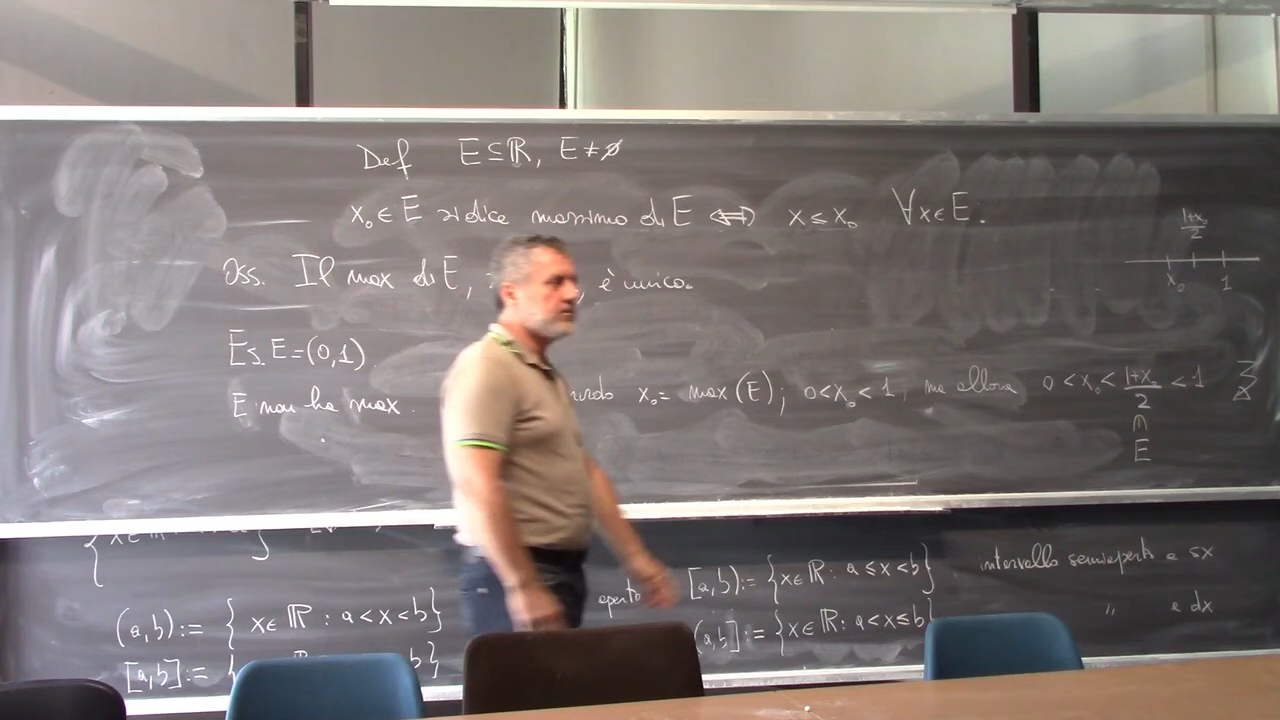 Def E⊆ℝ, E≠∅
x₀∈E si dice massimo di E ⟺ x≤x₀ ∀x∈E.
(1+x₀)/2
x₀ 1
Oss. Il max di E, è unico.
Es. E=(0,1)
E non ha max. x₀= max(E); 0<x₀<1, ma allora 0<x₀<(1+x₀)/2<1
∈
E
(a,b):= {x∈ℝ: a<x<b}
[a,b]:= {
b}
aperto
[a,b):={x∈ℝ: a≤x<b}, intervallo semiaperto a sx
(a,b]:={x∈ℝ: a<x≤b} " a dx